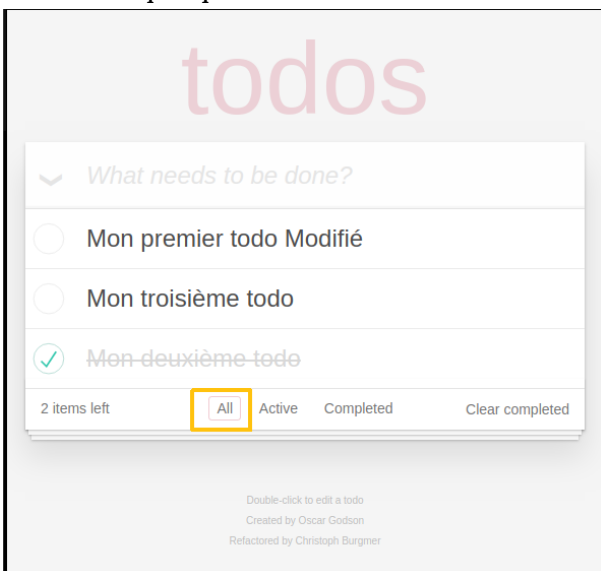 todos
What needs to be done?
Mon premier todo Modifié
Mon troisième todo
Mon deuxième todo
2 items left All Active Completed Clear completed
Double-click to edit a todo
Created by Oscar Godson
Refactored by Christoph Burgmer